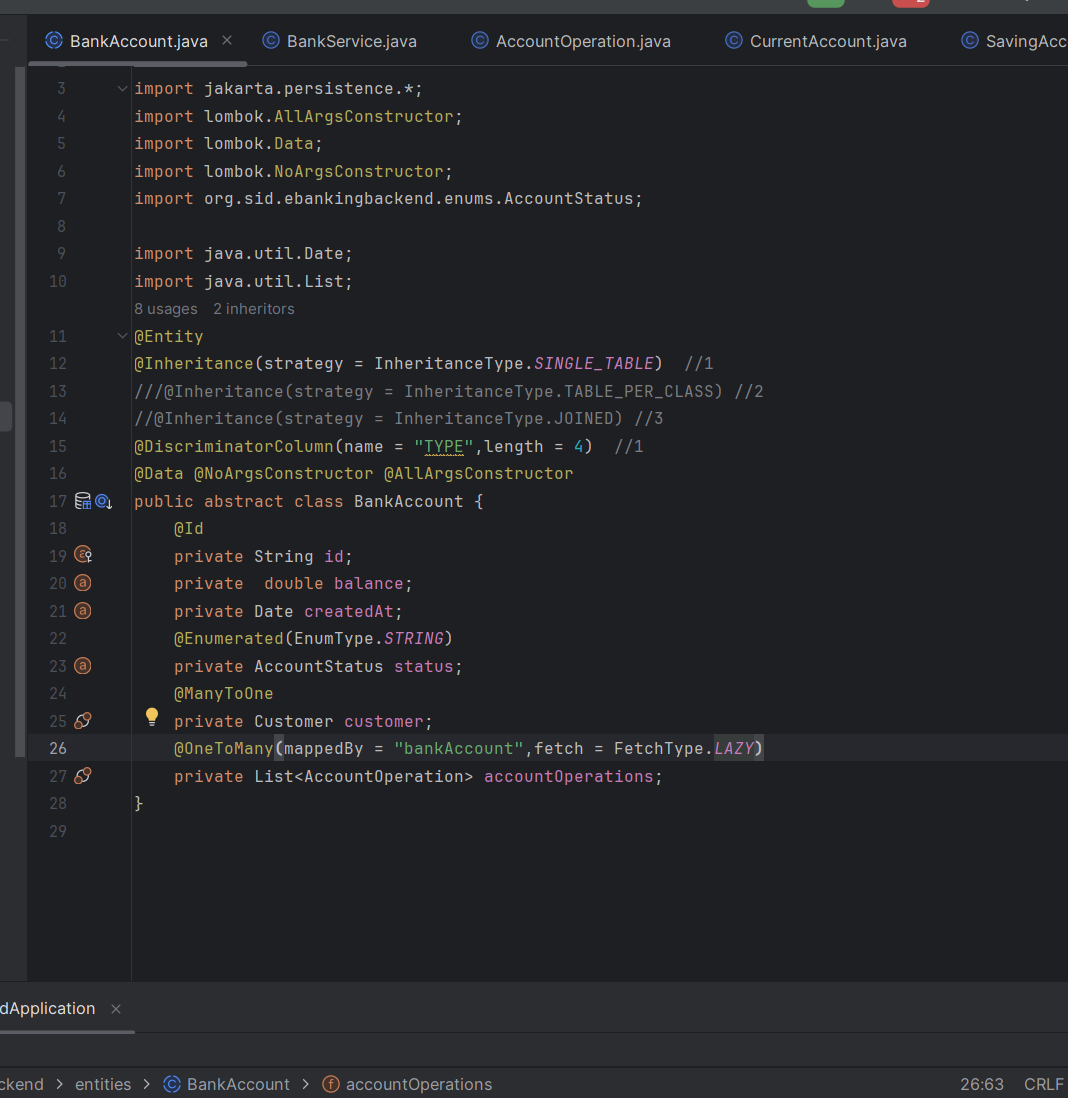 2
BankAccount.java BankService.java AccountOperation.java CurrentAccount.java SavingAcc
3 import jakarta.persistence.*;
4 import lombok.AllArgsConstructor;
5 import lombok.Data;
6 import lombok.NoArgsConstructor;
7 import org.sid.ebankingbackend.enums.AccountStatus;
8
9 import java.util.Date;
10 import java.util.List;
8 usages 2 inheritors
11 @Entity
12 @Inheritance(strategy = InheritanceType.SINGLE_TABLE)  //1
13 ///@Inheritance(strategy = InheritanceType.TABLE_PER_CLASS) //2
14 //@Inheritance(strategy = InheritanceType.JOINED) //3
15 @DiscriminatorColumn(name = "TYPE",length = 4)  //1
16 @Data @NoArgsConstructor @AllArgsConstructor
17 public abstract class BankAccount {
18     @Id
19     private String id;
20     private  double balance;
21     private Date createdAt;
22     @Enumerated(EnumType.STRING)
23     private AccountStatus status;
24     @ManyToOne
25     private Customer customer;
26     @OneToMany(mappedBy = "bankAccount",fetch = FetchType.LAZY)
27     private List<AccountOperation> accountOperations;
28 }
29
dApplication
ckend > entities > BankAccount > accountOperations 26:63 CRLF